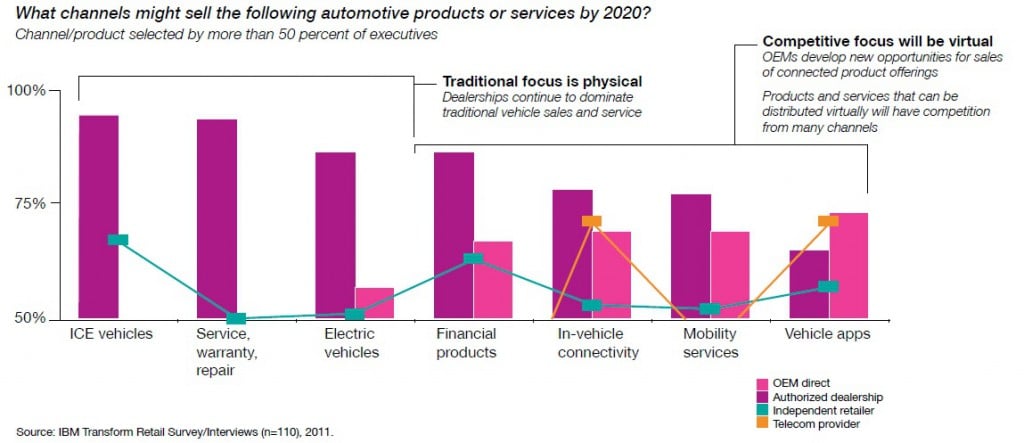 What channels might sell the following automotive products or services by 2020?
Channel/product selected by more than 50 percent of executives
Competitive focus will be virtual
OEMs develop new opportunities for sales
of connected product offerings
Products and services that can be
distributed virtually will have competition
from many channels
Traditional focus is physical
Dealerships continue to dominate
traditional vehicle sales and service
100%
75%
50%
ICE vehicles
Service,
warranty,
repair
Electric
vehicles
Financial
products
In-vehicle
connectivity
Mobility
services
Vehicle apps
OEM direct
Authorized dealership
Independent retailer
Telecom provider
Source: IBM Transform Retail Survey/Interviews (n=110), 2011.